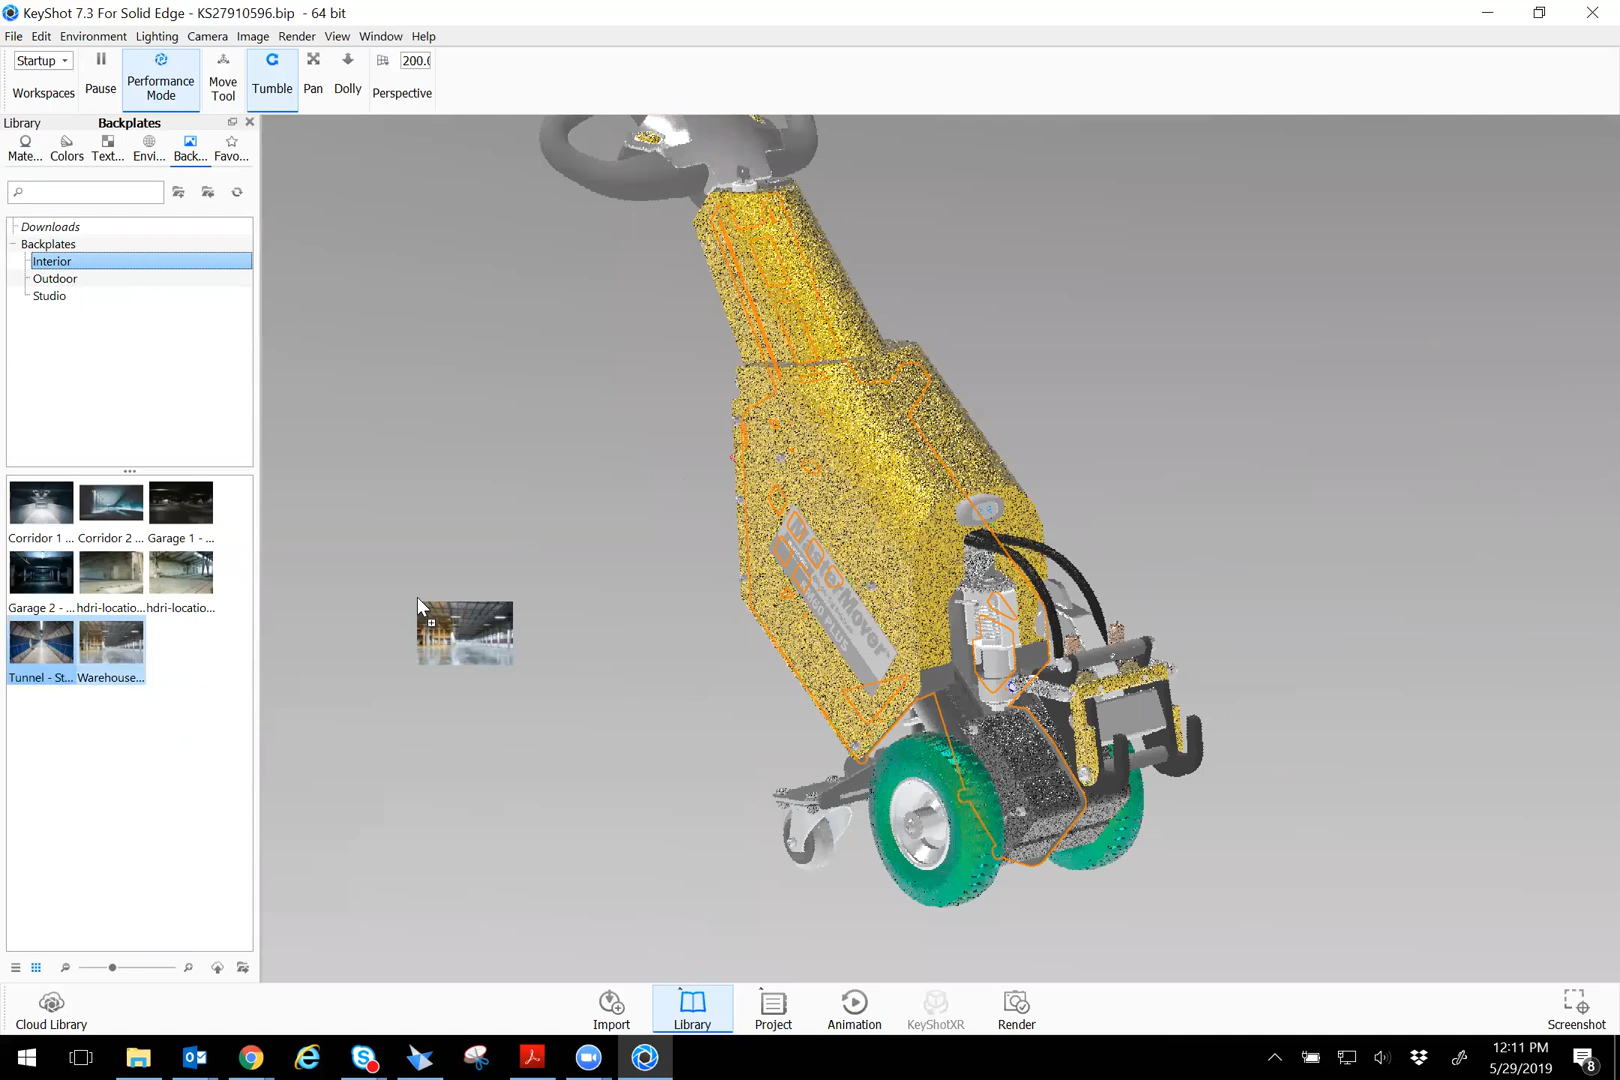 KeyShot 7.3 For Solid Edge - KS27910596.bip - 64 bit
File Edit Environment Lighting Camera Image Render View Window Help
Startup
Workspaces
Pause
Performance
Mode
Move
Tool
Tumble
Pan
Dolly
200.
Perspective
Library
Backplates
Mate...
Colors
Text...
Envi...
Back...
Favo...
Downloads
Backplates
Interior
Outdoor
Studio
Corridor 1 ...
Corridor 2 ...
Garage 1 - ...
Garage 2 - ...
hdri-locatio...
hdri-locatio...
Tunnel - St...
Warehouse...
MasterMover
PLUS
Cloud Library
Import
Library
Project
Animation
KeyShotXR
Render
Screenshot
12:11 PM
5/29/2019
8